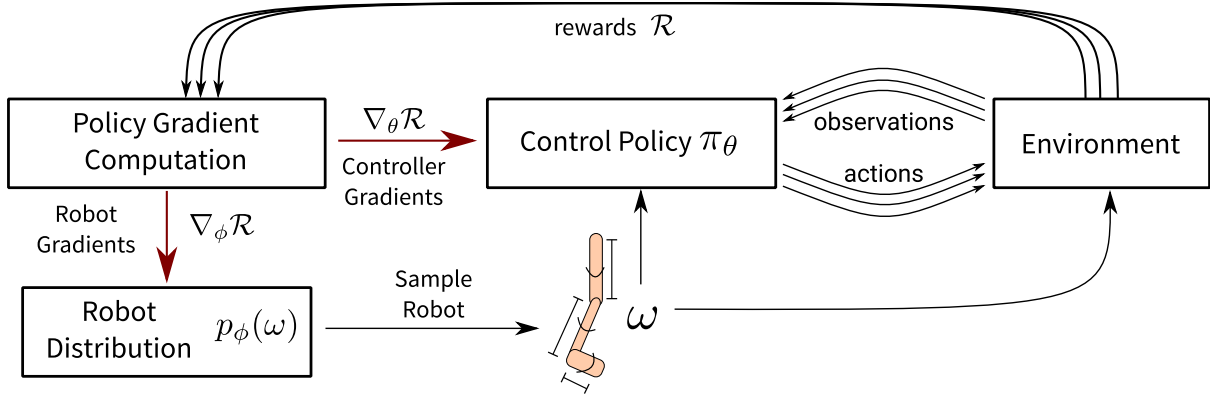 rewards ℛ
Policy Gradient
Computation
∇θℛ
Controller
Gradients
Control Policy πθ
observations
actions
Environment
Robot
Gradients
∇ϕℛ
Robot
Distribution
pϕ(ω)
Sample
Robot
ω